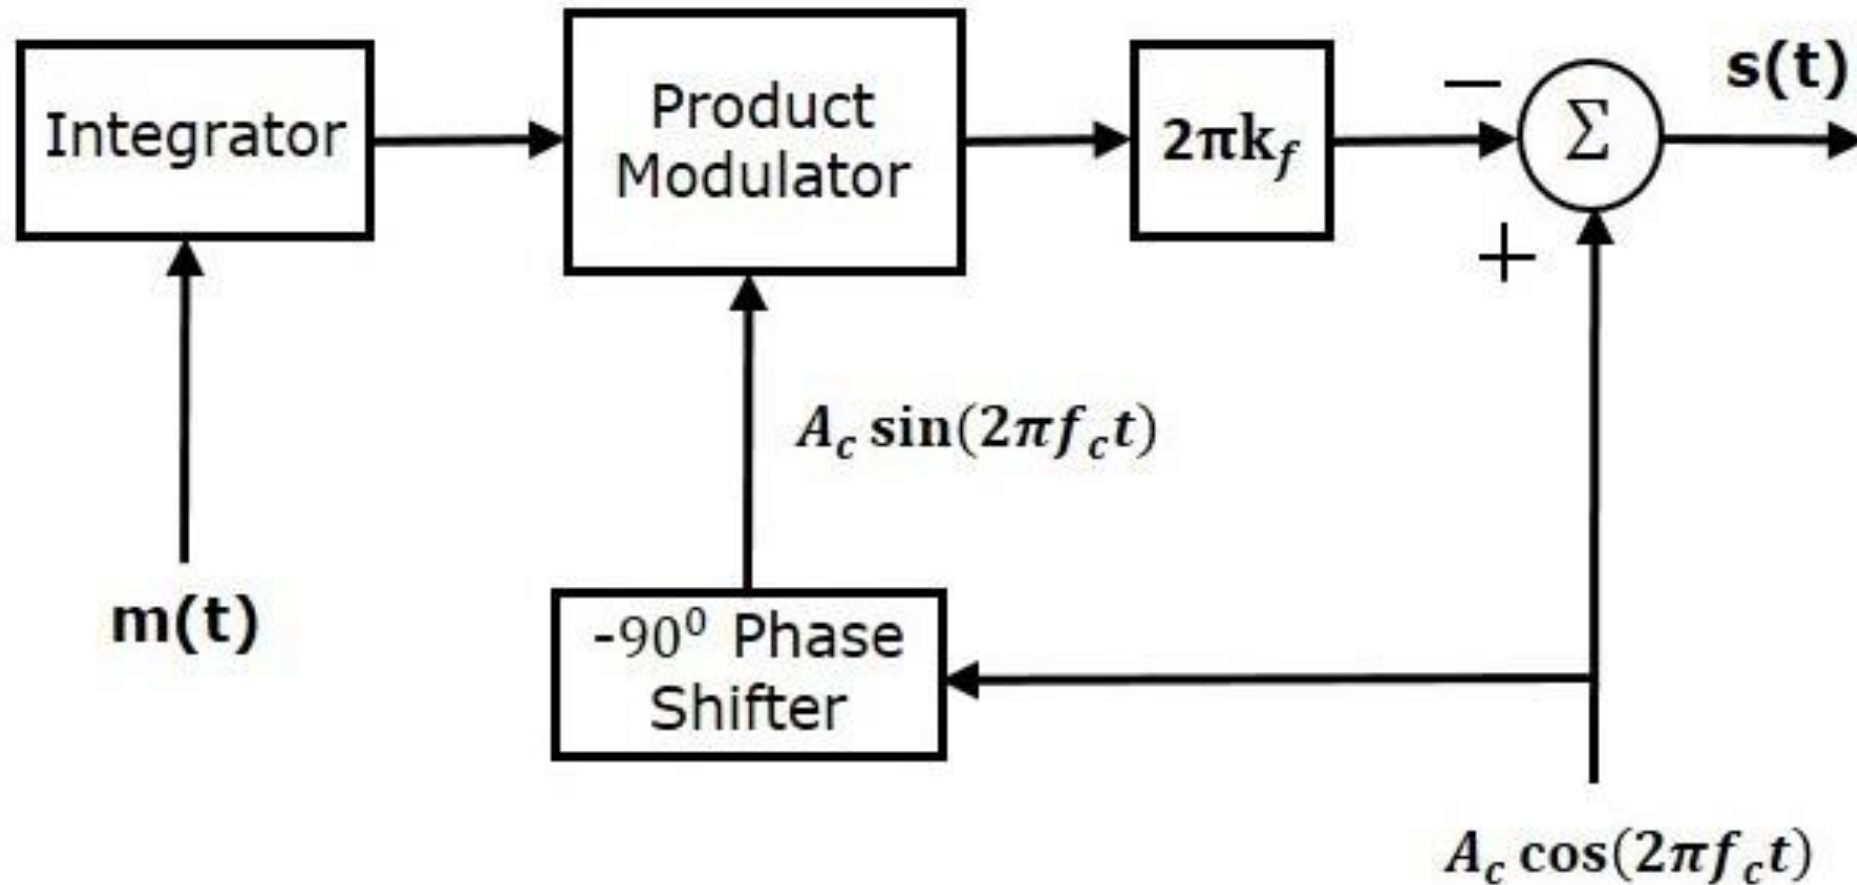 Integrator
Product
Modulator
2πk_f
−
Σ
s(t)
+
A_c sin(2πf_ct)
m(t)
-90⁰ Phase
Shifter
A_c cos(2πf_ct)